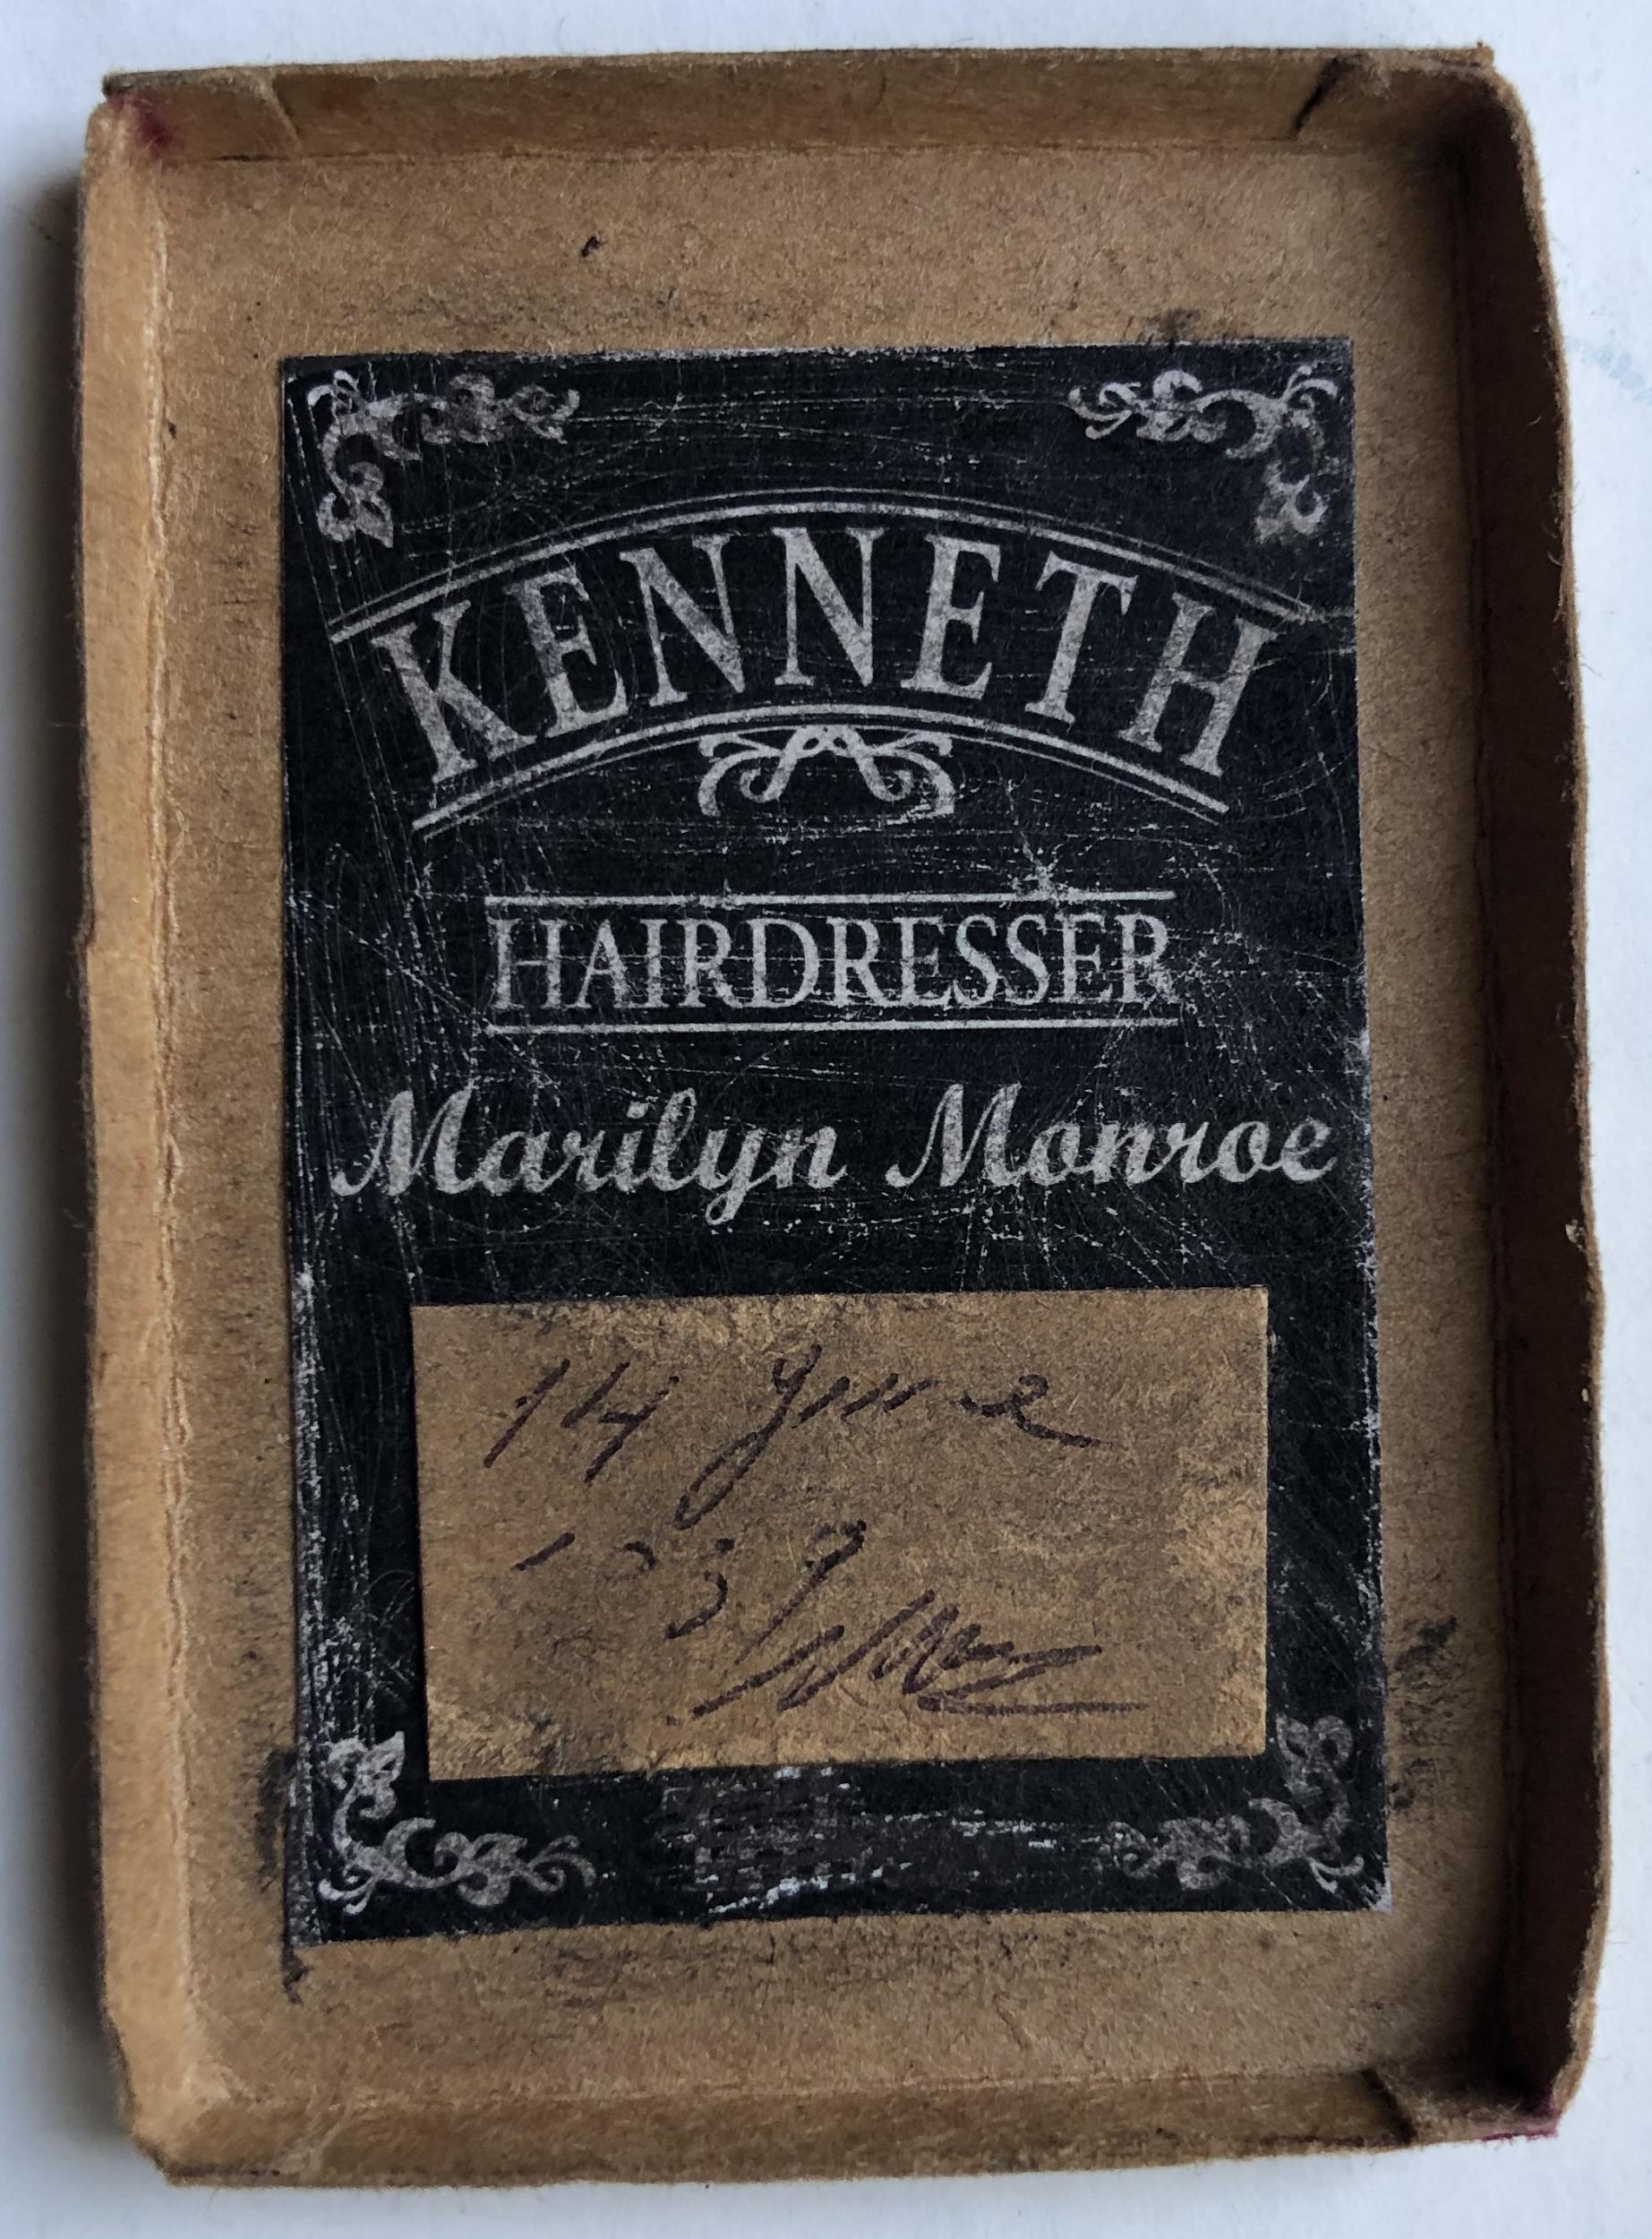 KENNETH
HAIRDRESSER
Marilyn Monroe
14 June